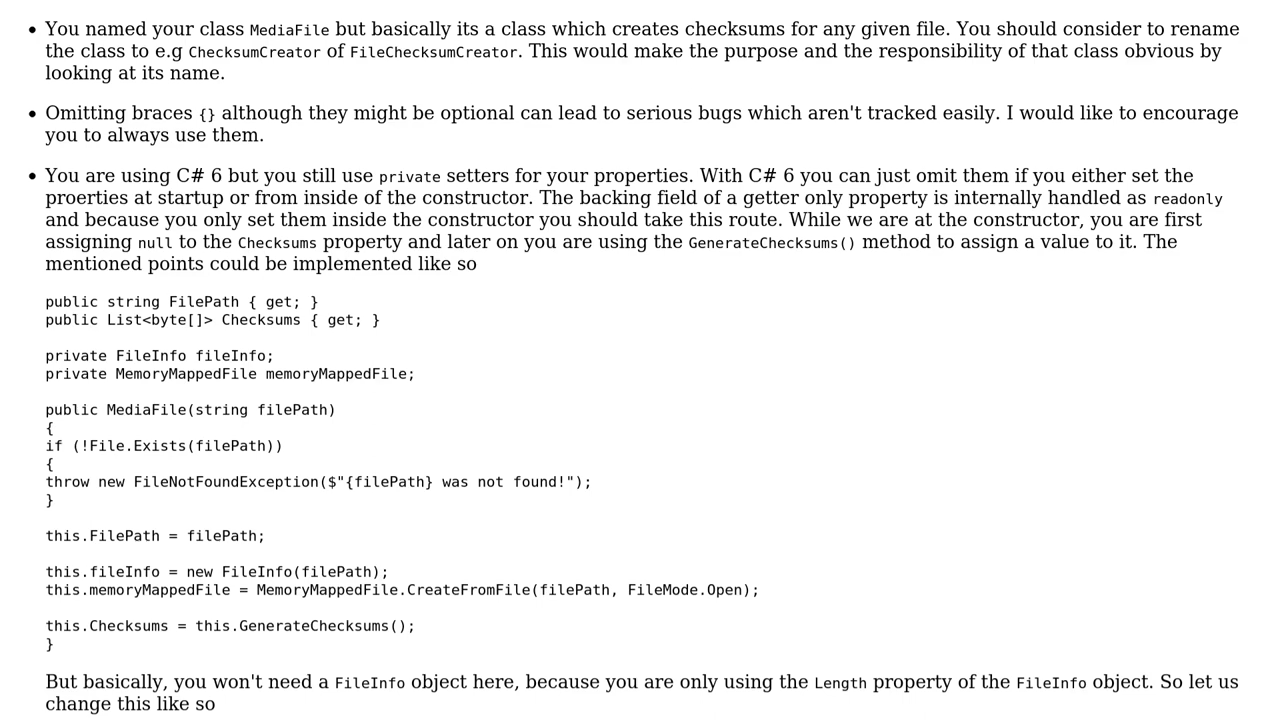 You named your class MediaFile but basically its a class which creates checksums for any given file. You should consider to rename
the class to e.g ChecksumCreator of FileChecksumCreator. This would make the purpose and the responsibility of that class obvious by
looking at its name.
Omitting braces {} although they might be optional can lead to serious bugs which aren't tracked easily. I would like to encourage
you to always use them.
You are using C# 6 but you still use private setters for your properties. With C# 6 you can just omit them if you either set the
proerties at startup or from inside of the constructor. The backing field of a getter only property is internally handled as readonly
and because you only set them inside the constructor you should take this route. While we are at the constructor, you are first
assigning null to the Checksums property and later on you are using the GenerateChecksums() method to assign a value to it. The
mentioned points could be implemented like so
public string FilePath { get; }
public List<byte[]> Checksums { get; }
private FileInfo fileInfo;
private MemoryMappedFile memoryMappedFile;
public MediaFile(string filePath)
{
if (!File.Exists(filePath))
{
throw new FileNotFoundException($"{filePath} was not found!");
}
this.FilePath = filePath;
this.fileInfo = new FileInfo(filePath);
this.memoryMappedFile = MemoryMappedFile.CreateFromFile(filePath, FileMode.Open);
this.Checksums = this.GenerateChecksums();
}
But basically, you won't need a FileInfo object here, because you are only using the Length property of the FileInfo object. So let us
change this like so